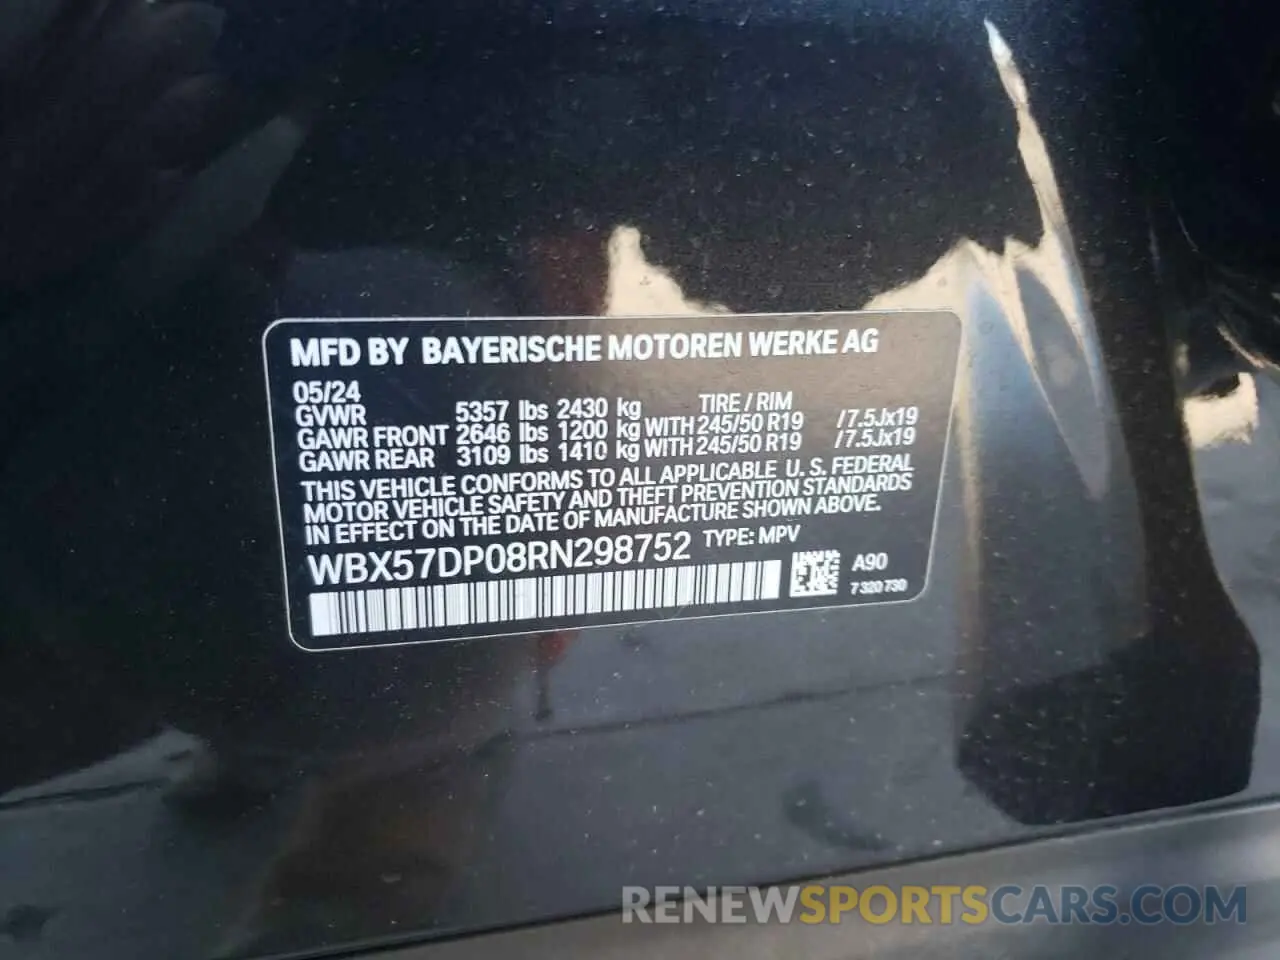 MFD BY BAYERISCHE MOTOREN WERKE AG
05/24
GVWR 5357 lbs 2430 kg TIRE / RIM
GAWR FRONT 2646 lbs 1200 kg WITH 245/50 R19 /7.5Jx19
GAWR REAR 3109 lbs 1410 kg WITH 245/50 R19 /7.5Jx19
THIS VEHICLE CONFORMS TO ALL APPLICABLE U. S. FEDERAL
MOTOR VEHICLE SAFETY AND THEFT PREVENTION STANDARDS
IN EFFECT ON THE DATE OF MANUFACTURE SHOWN ABOVE.
WBX57DP08RN298752 TYPE: MPV
A90
7 320 730
RENEWSPORTSCARS.COM